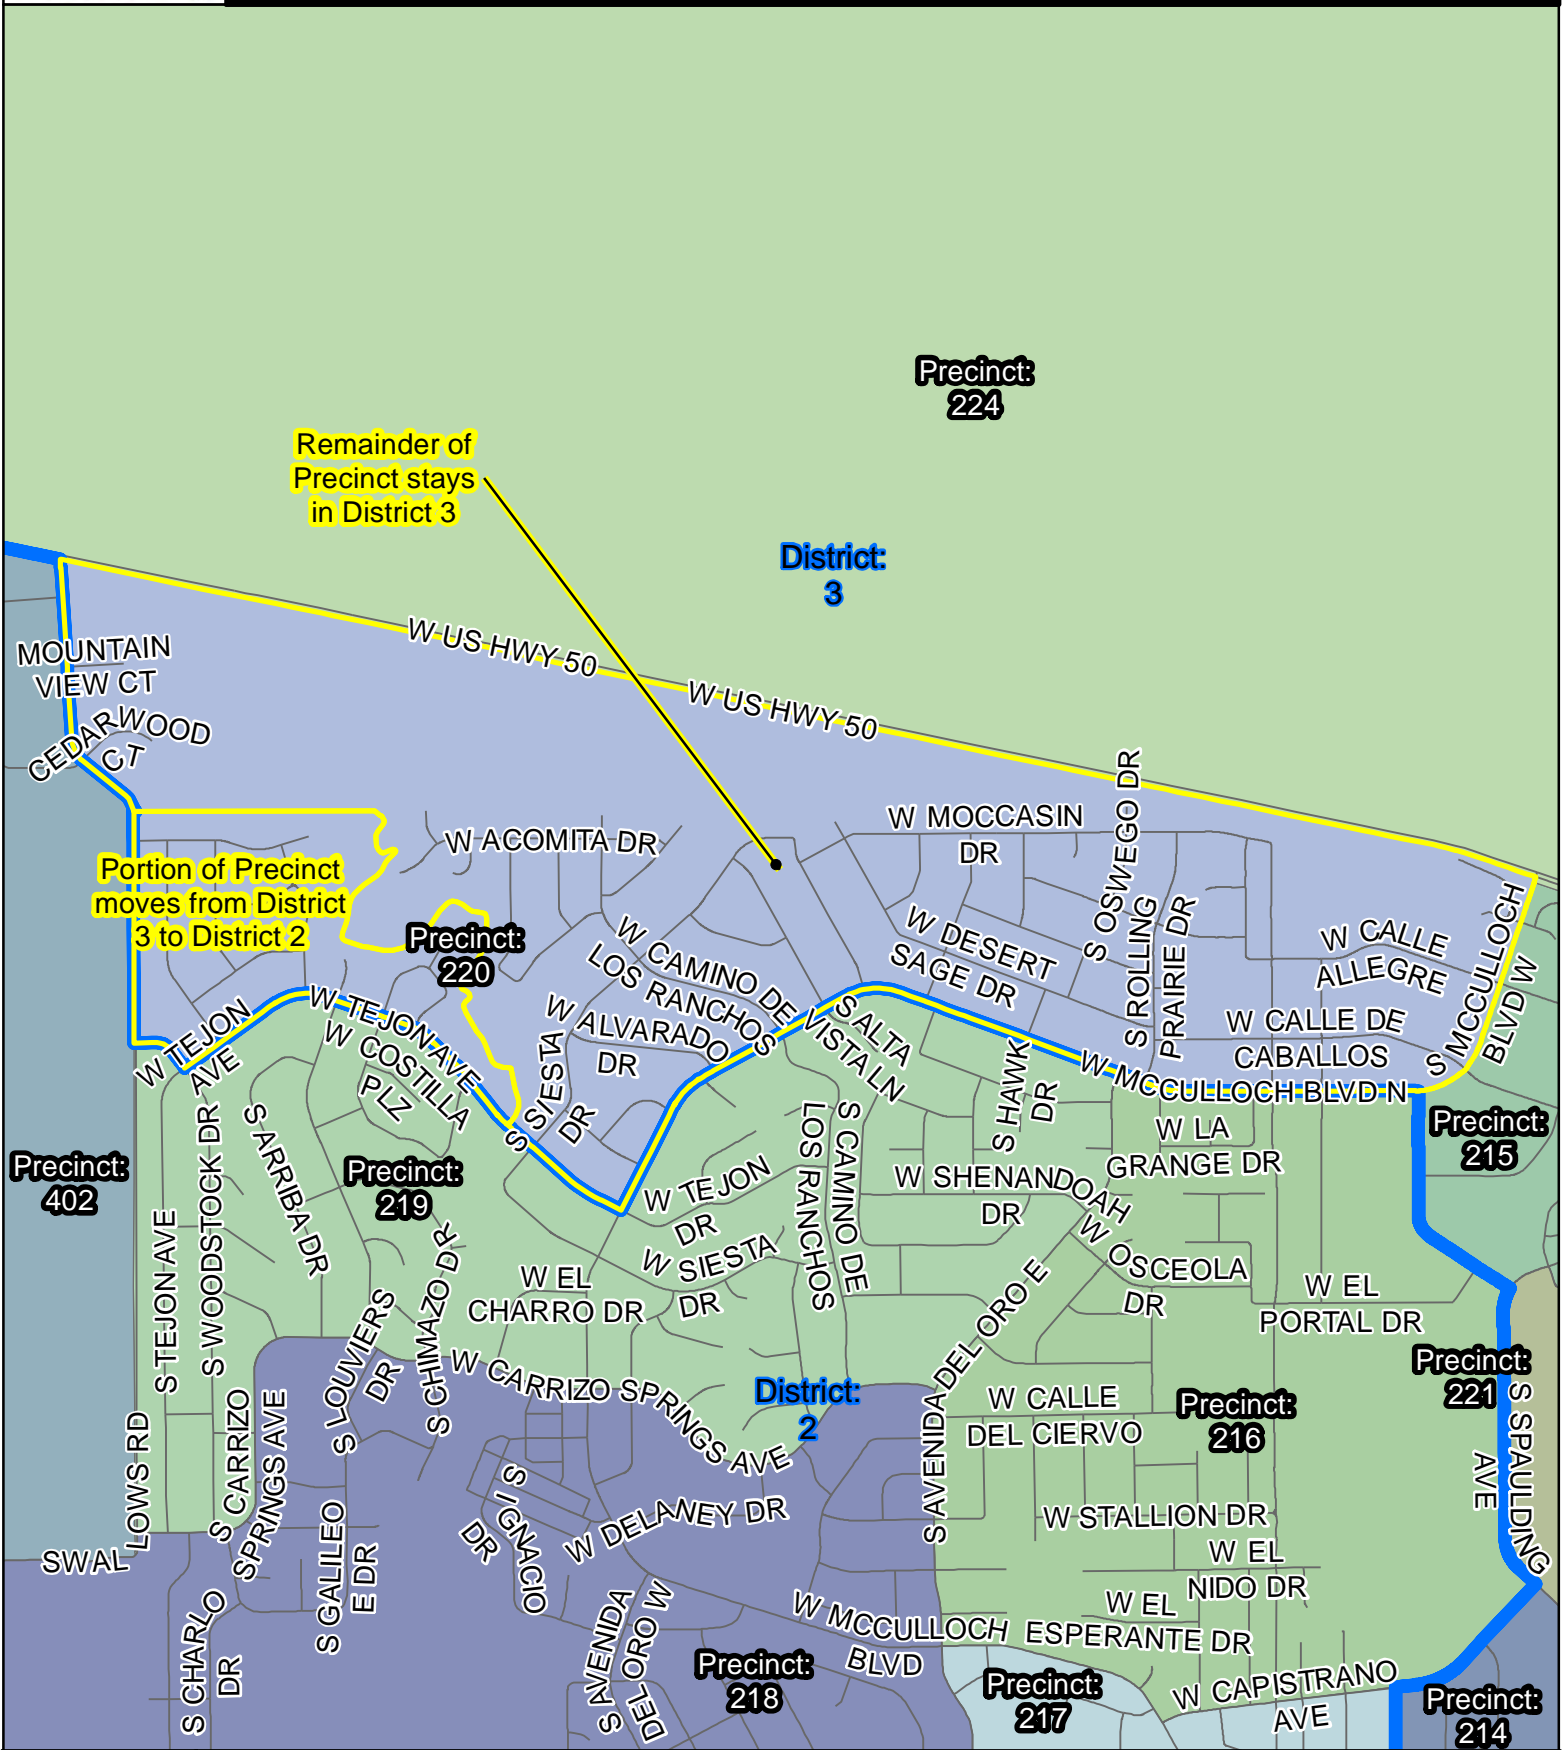 Precinct:
224
Remainder of
Precinct stays
in District 3
District:
3
W US HWY 50
W US HWY 50
MOUNTAIN
VIEW CT
CEDARWOOD
CT
W ACOMITA DR
W MOCCASIN
DR
S OSWEGO DR
Portion of Precinct
moves from District
3 to District 2
Precinct:
220
W CAMINO DE
LOS RANCHOS
W DESERT
SAGE DR
S ROLLING
PRAIRIE DR
W CALLE
ALLEGRE
S MCCULLOCH
BLVD W
W TEJON
AVE
W TEJON AVE
W COSTILLA
PLZ
W ALVARADO
DR
S SIESTA
DR
S ALTA
VISTA LN
S HAWK
DR
W CALLE DE
CABALLOS
W MCCULLOCH BLVD N
Precinct:
215
Precinct:
402
Precinct:
219
S TEJON AVE
S WOODSTOCK DR
S ARRIBA DR
W TEJON
DR
W SIESTA
DR
S CAMINO DE
LOS RANCHOS
W SHENANDOAH
DR
W LA
GRANGE DR
W OSCEOLA
DR
W EL
PORTAL DR
W EL
CHARRO DR
S LOUVIERS
DR
S CHIMAZO DR
W CARRIZO SPRINGS AVE
District:
2
S AVENIDA DEL ORO E
W CALLE
DEL CIERVO
Precinct:
216
Precinct:
221
S SPAULDING
AVE
LOWS RD
SWAL
S CARRIZO
SPRINGS AVE
S GALILEO
E DR
S IGNACIO
DR
W DELANEY DR
W STALLION DR
W EL
NIDO DR
W EL
ESPERANTE DR
S CHARLO
DR
S AVENIDA
DEL ORO W
W MCCULLOCH
BLVD
Precinct:
218
Precinct:
217
W CAPISTRANO
AVE
Precinct:
214